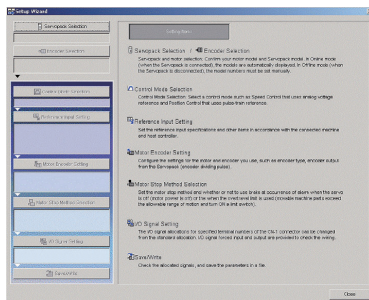 Setup Wizard
Servopack Selection
Encoder Selection
Control Mode Selection
Reference Input Setting
Motor Encoder Setting
Motor Stop Method Selection
I/O Signal Setting
Save/Write
Setting Items
Servopack Selection / Encoder Selection
Servopack and motor selection. Confirm your motor model and Servopack model. In Online mode
(when the Servopack is connected), the models are automatically displayed. In Offline mode (when
the Servopack is disconnected), the model numbers must be set manually.
Control Mode Selection
Control Mode Selection. Select a control mode such as Speed Control that uses analog voltage
reference and Position Control that uses pulse-train reference.
Reference Input Setting
Set the reference input specifications and other items in accordance with the connected machine
and host controller.
Motor Encoder Setting
Configure the settings for the motor and encoder you use, such as encoder type, encoder output
from the Servopack (encoder dividing pulse).
Motor Stop Method Selection
Set the motor stop method and whether or not to use brake at occurrence of alarm when the servo
is off (motor power is off) or the when the overtravel limit is used (movable machine parts exceed
the allowable range of motion and turn ON a limit switch).
I/O Signal Setting
The I/O signal allocations for specified terminal numbers of the CN1 connector can be changed
from the standard allocation. I/O signal forced input and output are provided to check the wiring.
Save/Write
Check the allocated signals, and save the parameters in a file.
Close